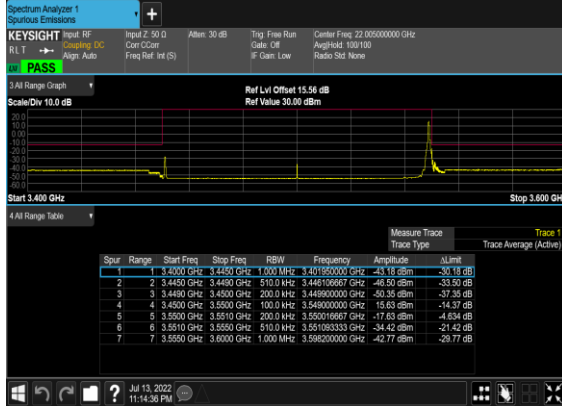 Spectrum Analyzer 1
Spurious Emissions
+
KEYSIGHT Input: RF Input Z: 50 Ω Atten: 30 dB Trig: Free Run Center Freq: 22.005000000 GHz
RLT Coupling: DC Corr CCorr Gate: Off Avg|Hold: 100/100
Align: Auto Freq Ref: Int (S) IF Gain: Low Radio Std: None
PASS
3 All Range Graph
Ref Lvl Offset 15.56 dB
Scale/Div 10.0 dB Ref Value 30.00 dBm
20.0
10.0
0.00
-10.0
-20.0
-30.0
-40.0
-50.0
-60.0
Start 3.400 GHz Stop 3.600 GH
4 All Range Table
Measure Trace Trace 1
Trace Type Trace Average (Active)
Spur Range Start Freq Stop Freq RBW Frequency Amplitude ΔLimit
1 1 3.4000 GHz 3.4450 GHz 1.000 MHz 3.401950000 GHz -43.18 dBm -30.18 dB
2 2 3.4450 GHz 3.4490 GHz 510.0 kHz 3.446106667 GHz -46.50 dBm -33.50 dB
3 3 3.4490 GHz 3.4500 GHz 200.0 kHz 3.449900000 GHz -50.35 dBm -37.35 dB
4 4 3.4500 GHz 3.5500 GHz 100.0 kHz 3.549000000 GHz 15.63 dBm -14.37 dB
5 5 3.5500 GHz 3.5510 GHz 200.0 kHz 3.550016667 GHz -17.63 dBm -4.634 dB
6 6 3.5510 GHz 3.5550 GHz 510.0 kHz 3.551093333 GHz -34.42 dBm -21.42 dB
7 7 3.5550 GHz 3.6000 GHz 1.000 MHz 3.598200000 GHz -42.77 dBm -29.77 dB
?
Jul 13, 2022
11:14:36 PM